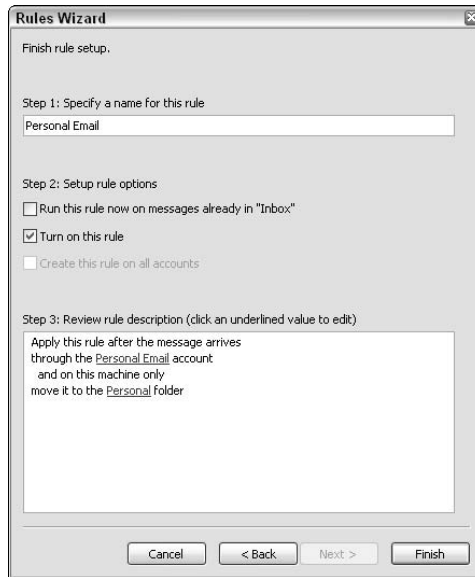 Rules Wizard
Finish rule setup.
Step 1: Specify a name for this rule
Personal Email
Step 2: Setup rule options
Run this rule now on messages already in "Inbox"
Turn on this rule
Create this rule on all accounts
Step 3: Review rule description (click an underlined value to edit)
Apply this rule after the message arrives
through the Personal Email account
and on this machine only
move it to the Personal folder
Cancel
< Back
Next >
Finish